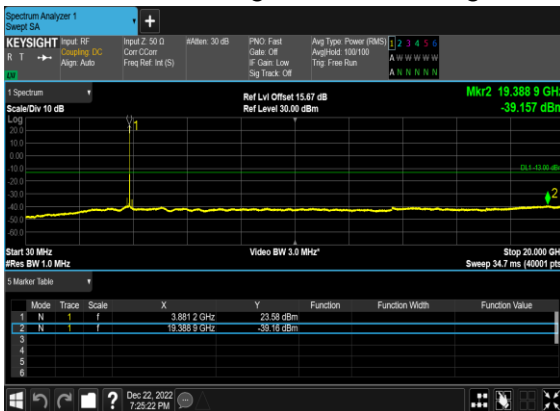 Spectrum Analyzer 1
Swept SA
KEYSIGHT Input: RF Input Z: 50 Ω #Atten: 30 dB PNO: Fast Avg Type: Power (RMS) 1 2 3 4 5 6
R T Coupling: DC Corr CCorr Gate: Off Avg|Hold: 100/100 A W W W W W
Align: Auto Freq Ref: Int (S) IF Gain: Low Trig: Free Run
Sig Track: Off A N N N N N
1 Spectrum Ref Lvl Offset 15.67 dB Mkr2 19.388 9 GHz
Scale/Div 10 dB Ref Level 30.00 dBm -39.157 dBm
Log
20.0
10.0
0.00
-10.0
-20.0
-30.0
-40.0
-50.0
-60.0
1
DL1 -13.00 dBm
2
Start 30 MHz Video BW 3.0 MHz* Stop 20.000 GHz
#Res BW 1.0 MHz Sweep 34.7 ms (40001 pts)
5 Marker Table
Mode Trace Scale X Y Function Function Width Function Value
1 N 1 f 3.881 2 GHz 23.58 dBm
2 N 1 f 19.388 9 GHz -39.16 dBm
3
4
5
6
Dec 22, 2022
7:25:22 PM